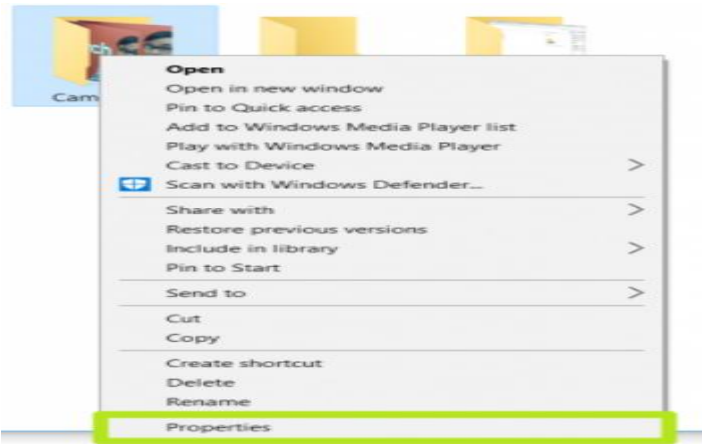 Cam
Open
Open in new window
Pin to Quick access
Add to Windows Media Player list
Play with Windows Media Player
Cast to Device
Scan with Windows Defender...
Share with
Restore previous versions
Include in library
Pin to Start
Send to
Cut
Copy
Create shortcut
Delete
Rename
Properties